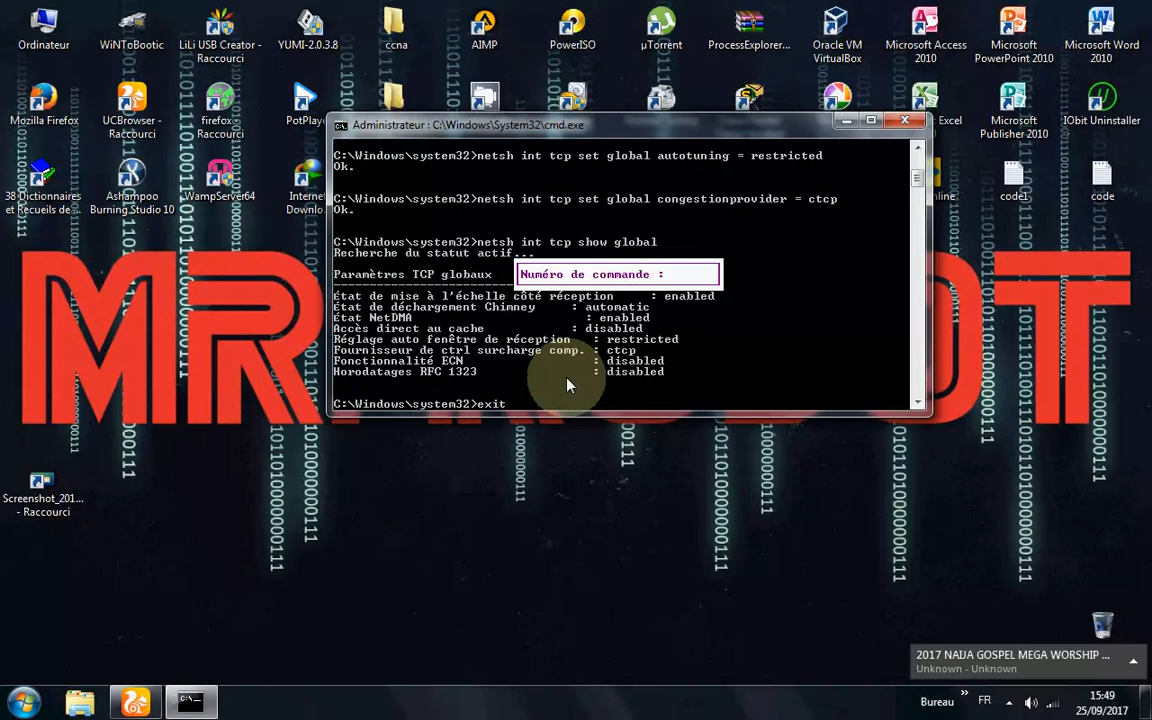 Ordinateur
WiNToBootic
LiLi USB Creator - Raccourci
YUMI-2.0.3.8
ccna
AIMP
PowerISO
µTorrent
ProcessExplorer...
Oracle VM VirtualBox
Microsoft Access 2010
Microsoft PowerPoint 2010
Microsoft Word 2010
Mozilla Firefox
UCBrowser - Raccourci
firefox - Raccourci
PotPlaye
Excel
Microsoft Publisher 2010
IObit Uninstaller
38 Dictionnaires et Recueils de...
Ashampoo Burning Studio 10
WampServer64
Internet Downlo...
nline
code1
code
Screenshot_201... - Raccourci
MR ROBOT
Administrateur : C:\Windows\System32\cmd.exe
C:\Windows\system32>netsh int tcp set global autotuning = restricted
Ok.
C:\Windows\system32>netsh int tcp set global congestionprovider = ctcp
Ok.
C:\Windows\system32>netsh int tcp show global
Recherche du statut actif...
Paramètres TCP globaux
Numéro de commande :
----------------------
État de mise à l'échelle côté réception : enabled
État de déchargement Chimney : automatic
État NetDMA : enabled
Accès direct au cache : disabled
Réglage auto fenêtre de réception : restricted
Fournisseur de ctrl surcharge comp. : ctcp
Fonctionnalité ECN : disabled
Horodatages RFC 1323 : disabled
C:\Windows\system32>exit
2017 NAIJA GOSPEL MEGA WORSHIP ...
Unknown - Unknown
Bureau
FR
15:49
25/09/2017